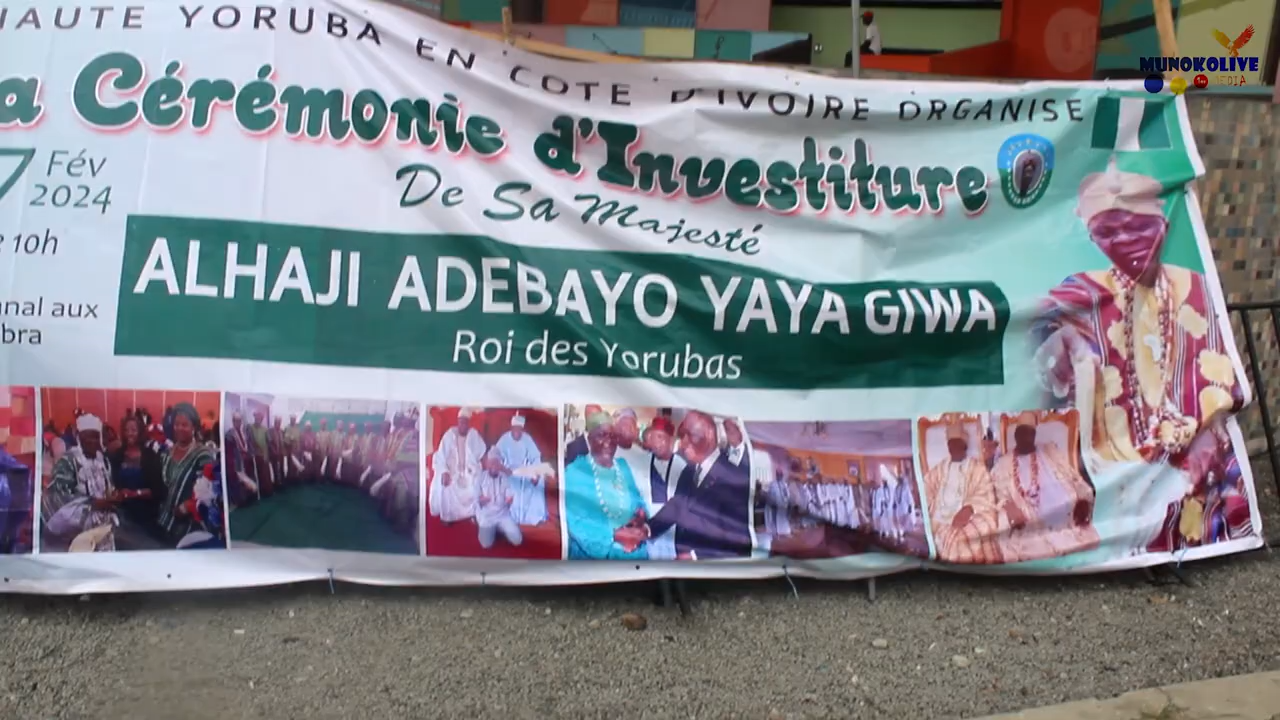 HAUTE YORUBA EN COTE D'IVOIRE ORGANISE
a Cérémonie d'Investiture
De Sa Majesté
7 Fév
2024
10h
nal aux
bra
ALHAJI ADEBAYO YAYA GIWA
Roi des Yorubas
MUNOKOLIVE
MEDIA